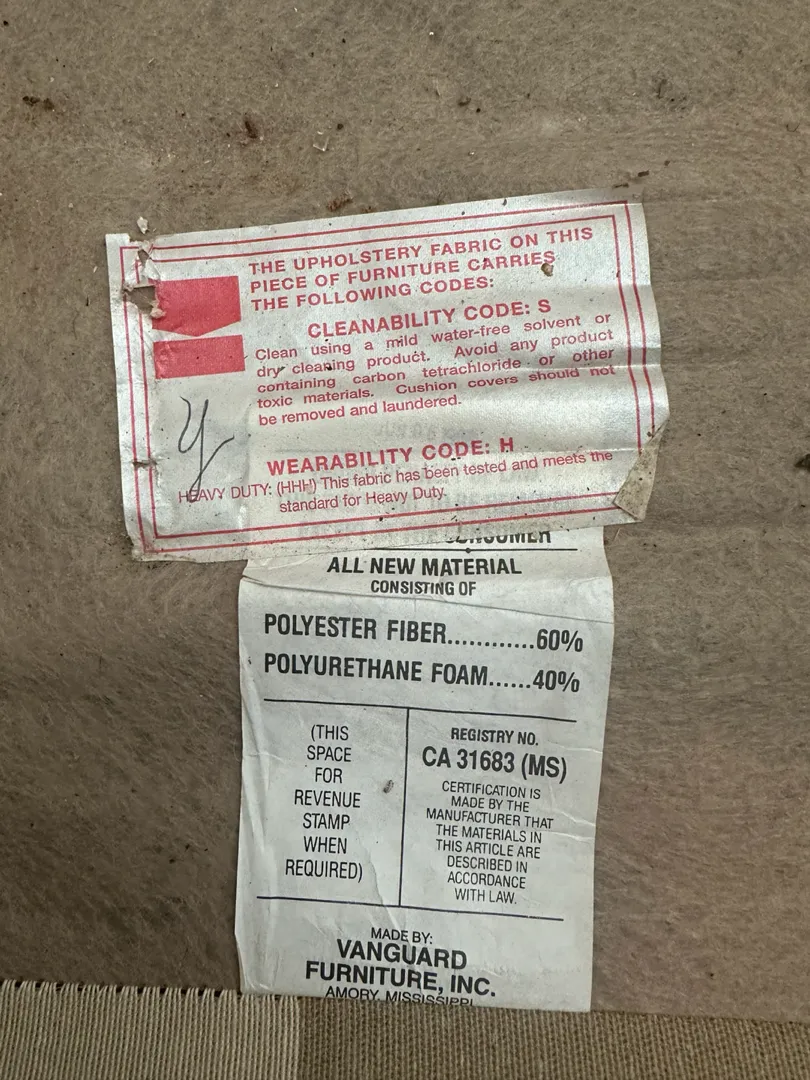 THE UPHOLSTERY FABRIC ON THIS
PIECE OF FURNITURE CARRIES
THE FOLLOWING CODES:
CLEANABILITY CODE: S
Clean using a mild water-free solvent or
dry cleaning product. Avoid any product
containing carbon tetrachloride or other
toxic materials. Cushion covers should not
be removed and laundered.
y
WEARABILITY CODE: H
HEAVY DUTY: (HHH) This fabric has been tested and meets the
standard for Heavy Duty.
CONSUMER
ALL NEW MATERIAL
CONSISTING OF
POLYESTER FIBER............60%
POLYURETHANE FOAM......40%
(THIS
SPACE
FOR
REVENUE
STAMP
WHEN
REQUIRED)
REGISTRY NO.
CA 31683 (MS)
CERTIFICATION IS
MADE BY THE
MANUFACTURER THAT
THE MATERIALS IN
THIS ARTICLE ARE
DESCRIBED IN
ACCORDANCE
WITH LAW.
MADE BY:
VANGUARD
FURNITURE, INC.
AMORY, MISSISSIPPI